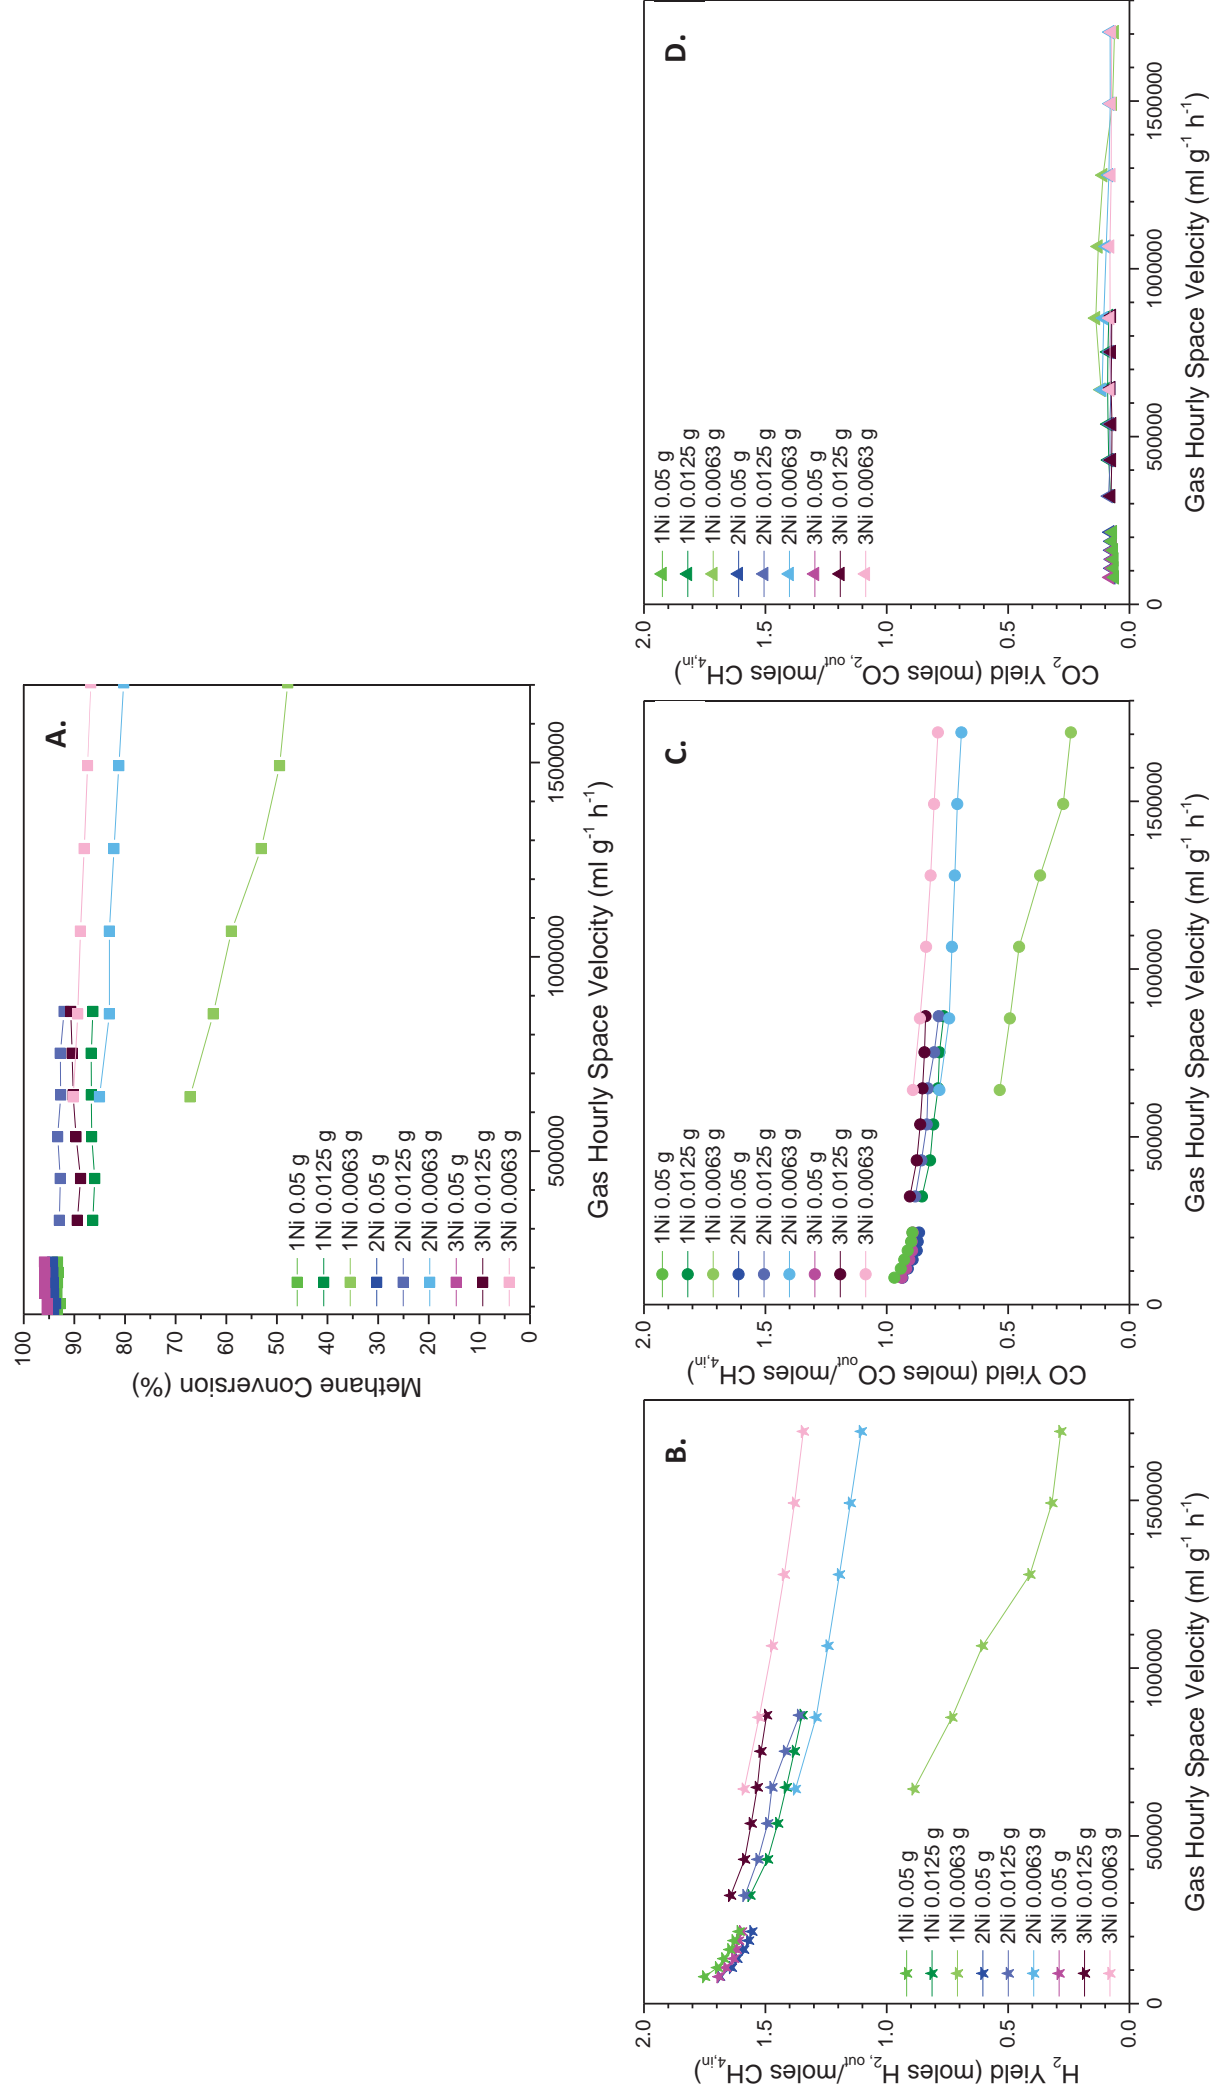 A.
Methane Conversion (%)
100
90
80
70
60
50
40
30
20
10
0
500000
1000000
1500000
Gas Hourly Space Velocity (ml g⁻¹ h⁻¹)
1Ni 0.05 g
1Ni 0.0125 g
1Ni 0.0063 g
2Ni 0.05 g
2Ni 0.0125 g
2Ni 0.0063 g
3Ni 0.05 g
3Ni 0.0125 g
3Ni 0.0063 g
B.
H₂ Yield (moles H₂, out/moles CH₄,in)
2.0
1.5
1.0
0.5
0.0
0
500000
1000000
1500000
Gas Hourly Space Velocity (ml g⁻¹ h⁻¹)
1Ni 0.05 g
1Ni 0.0125 g
1Ni 0.0063 g
2Ni 0.05 g
2Ni 0.0125 g
2Ni 0.0063 g
3Ni 0.05 g
3Ni 0.0125 g
3Ni 0.0063 g
C.
CO Yield (moles CO out/moles CH₄,in)
2.0
1.5
1.0
0.5
0.0
0
500000
1000000
1500000
Gas Hourly Space Velocity (ml g⁻¹ h⁻¹)
1Ni 0.05 g
1Ni 0.0125 g
1Ni 0.0063 g
2Ni 0.05 g
2Ni 0.0125 g
2Ni 0.0063 g
3Ni 0.05 g
3Ni 0.0125 g
3Ni 0.0063 g
D.
CO₂ Yield (moles CO₂, out/moles CH₄,in)
2.0
1.5
1.0
0.5
0.0
0
500000
1000000
1500000
Gas Hourly Space Velocity (ml g⁻¹ h⁻¹)
1Ni 0.05 g
1Ni 0.0125 g
1Ni 0.0063 g
2Ni 0.05 g
2Ni 0.0125 g
2Ni 0.0063 g
3Ni 0.05 g
3Ni 0.0125 g
3Ni 0.0063 g